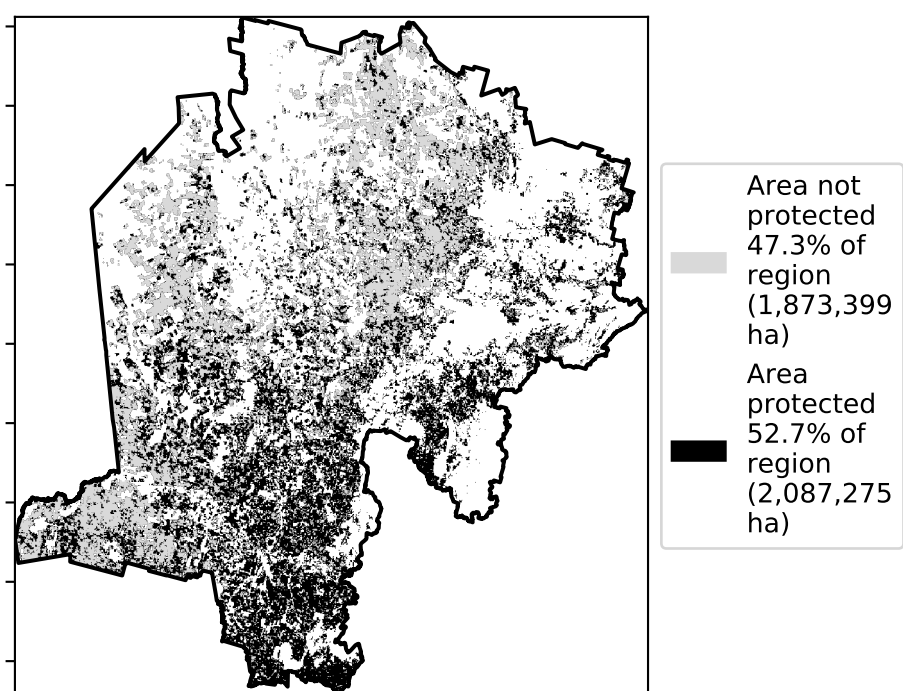 Area not
protected
47.3% of
region
(1,873,399
ha)
Area
protected
52.7% of
region
(2,087,275
ha)